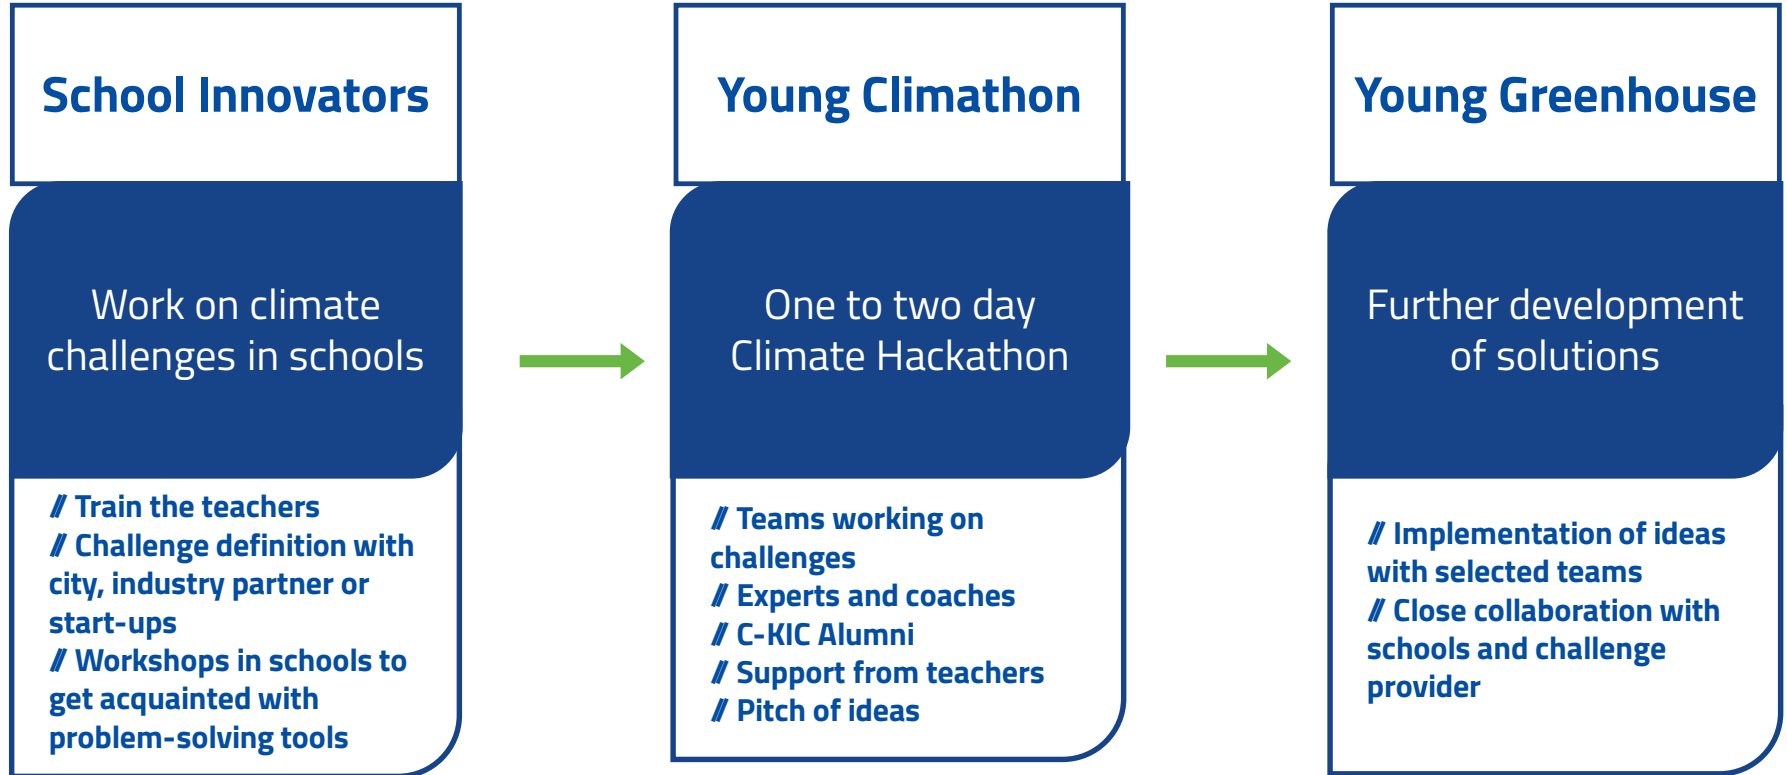 School Innovators
Work on climate
challenges in schools
// Train the teachers
// Challenge definition with
city, industry partner or
start-ups
// Workshops in schools to
get acquainted with
problem-solving tools
Young Climathon
One to two day
Climate Hackathon
// Teams working on
challenges
// Experts and coaches
// C-KIC Alumni
// Support from teachers
// Pitch of ideas
Young Greenhouse
Further development
of solutions
// Implementation of ideas
with selected teams
// Close collaboration with
schools and challenge
provider